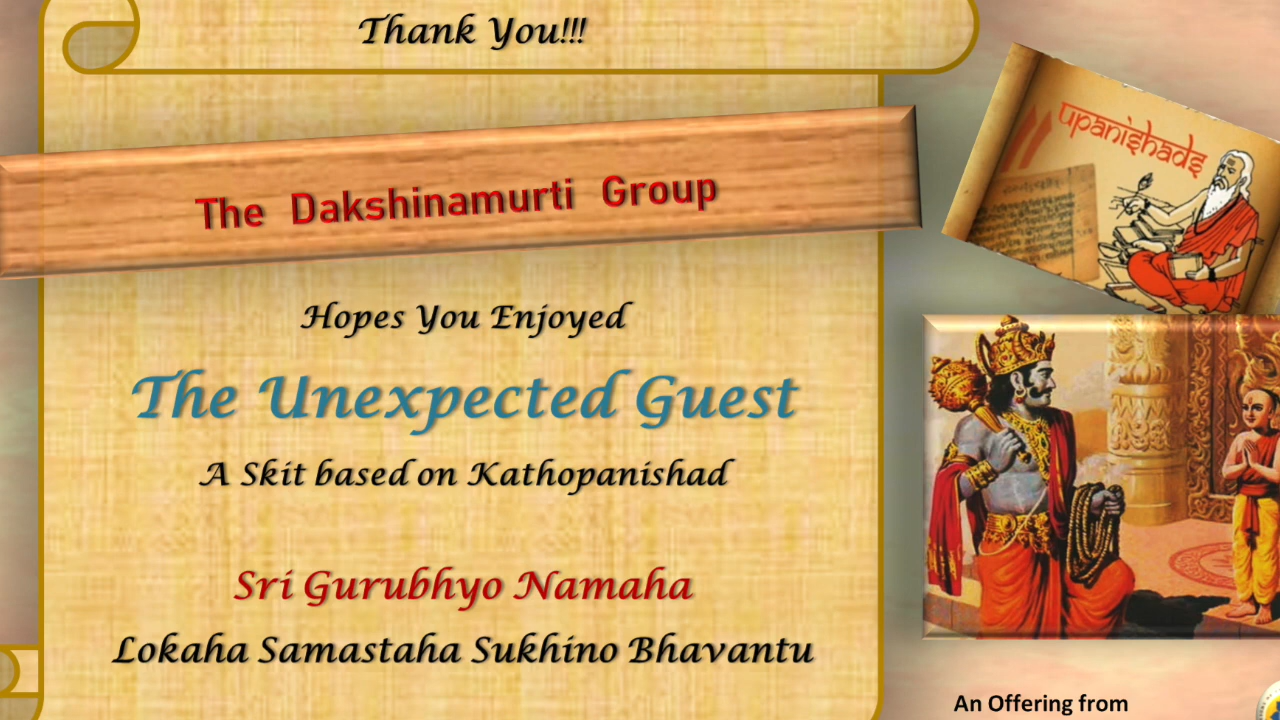 Thank You!!!
The Dakshinamurti Group
Hopes You Enjoyed
The Unexpected Guest
A Skit based on Kathopanishad
Sri Gurubhyo Namaha
Lokaha Samastaha Sukhino Bhavantu
upanishads
An Offering from